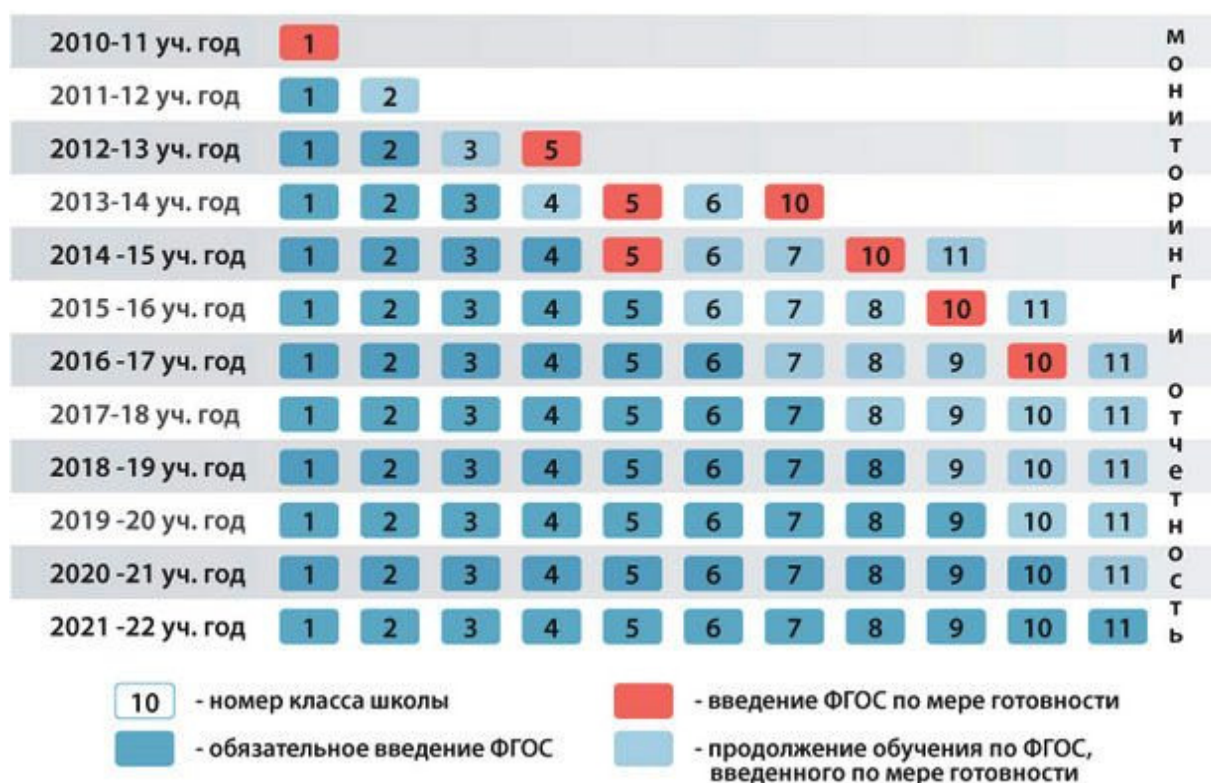 2010-11 уч. год 1
2011-12 уч. год 1 2
2012-13 уч. год 1 2 3 5
2013-14 уч. год 1 2 3 4 5 6 10
2014 -15 уч. год 1 2 3 4 5 6 7 10 11
2015 -16 уч. год 1 2 3 4 5 6 7 8 10 11
2016 -17 уч. год 1 2 3 4 5 6 7 8 9 10 11
2017-18 уч. год 1 2 3 4 5 6 7 8 9 10 11
2018 -19 уч. год 1 2 3 4 5 6 7 8 9 10 11
2019 -20 уч. год 1 2 3 4 5 6 7 8 9 10 11
2020 -21 уч. год 1 2 3 4 5 6 7 8 9 10 11
2021 -22 уч. год 1 2 3 4 5 6 7 8 9 10 11
мониторинг и отчетность
10 - номер класса школы
- обязательное введение ФГОС
- введение ФГОС по мере готовности
- продолжение обучения по ФГОС,
введенного по мере готовности